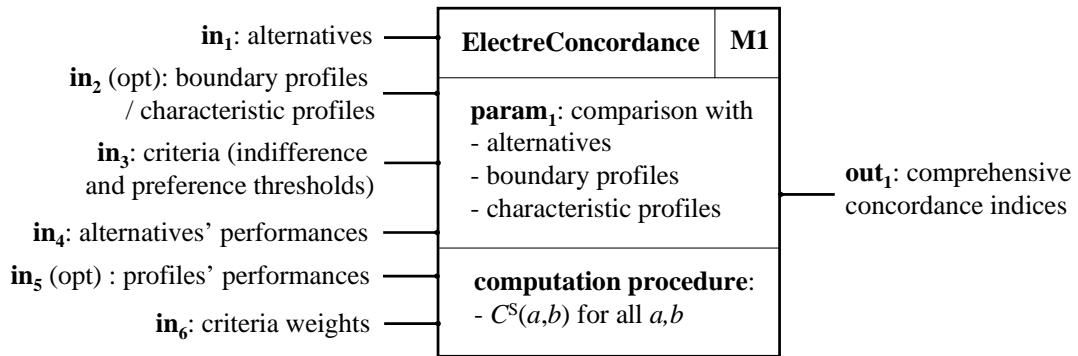 in₁: alternatives
in₂ (opt): boundary profiles
/ characteristic profiles
in₃: criteria (indifference
and preference thresholds)
in₄: alternatives’ performances
in₅ (opt) : profiles’ performances
in₆: criteria weights
ElectreConcordance
M1
param₁: comparison with
- alternatives
- boundary profiles
- characteristic profiles
computation procedure:
- Cˢ(a,b) for all a,b
out₁: comprehensive
concordance indices